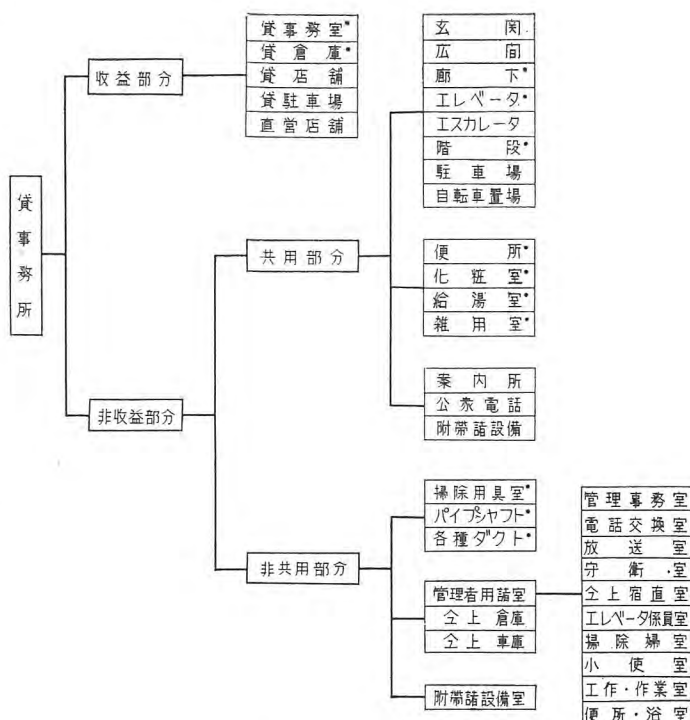 貸事務所
収益部分
貸事務室*
貸倉庫*
貸店舗
貸駐車場
直営店舗
非収益部分
共用部分
玄関
広間
廊下*
エレベータ*
エスカレータ
階段*
駐車場
自転車置場
便所*
化粧室*
給湯室*
雑用室*
案内所
公衆電話
附帯諸設備
非共用部分
掃除用具室*
パイプシャフト*
各種ダクト*
管理者用諸室
仝上倉庫
仝上車庫
附帯諸設備室
管理事務室
電話交換室
放送室
守衛・室
仝上宿直室
エレベータ係員室
掃除婦室
小使室
工作・作業室
便所・浴室